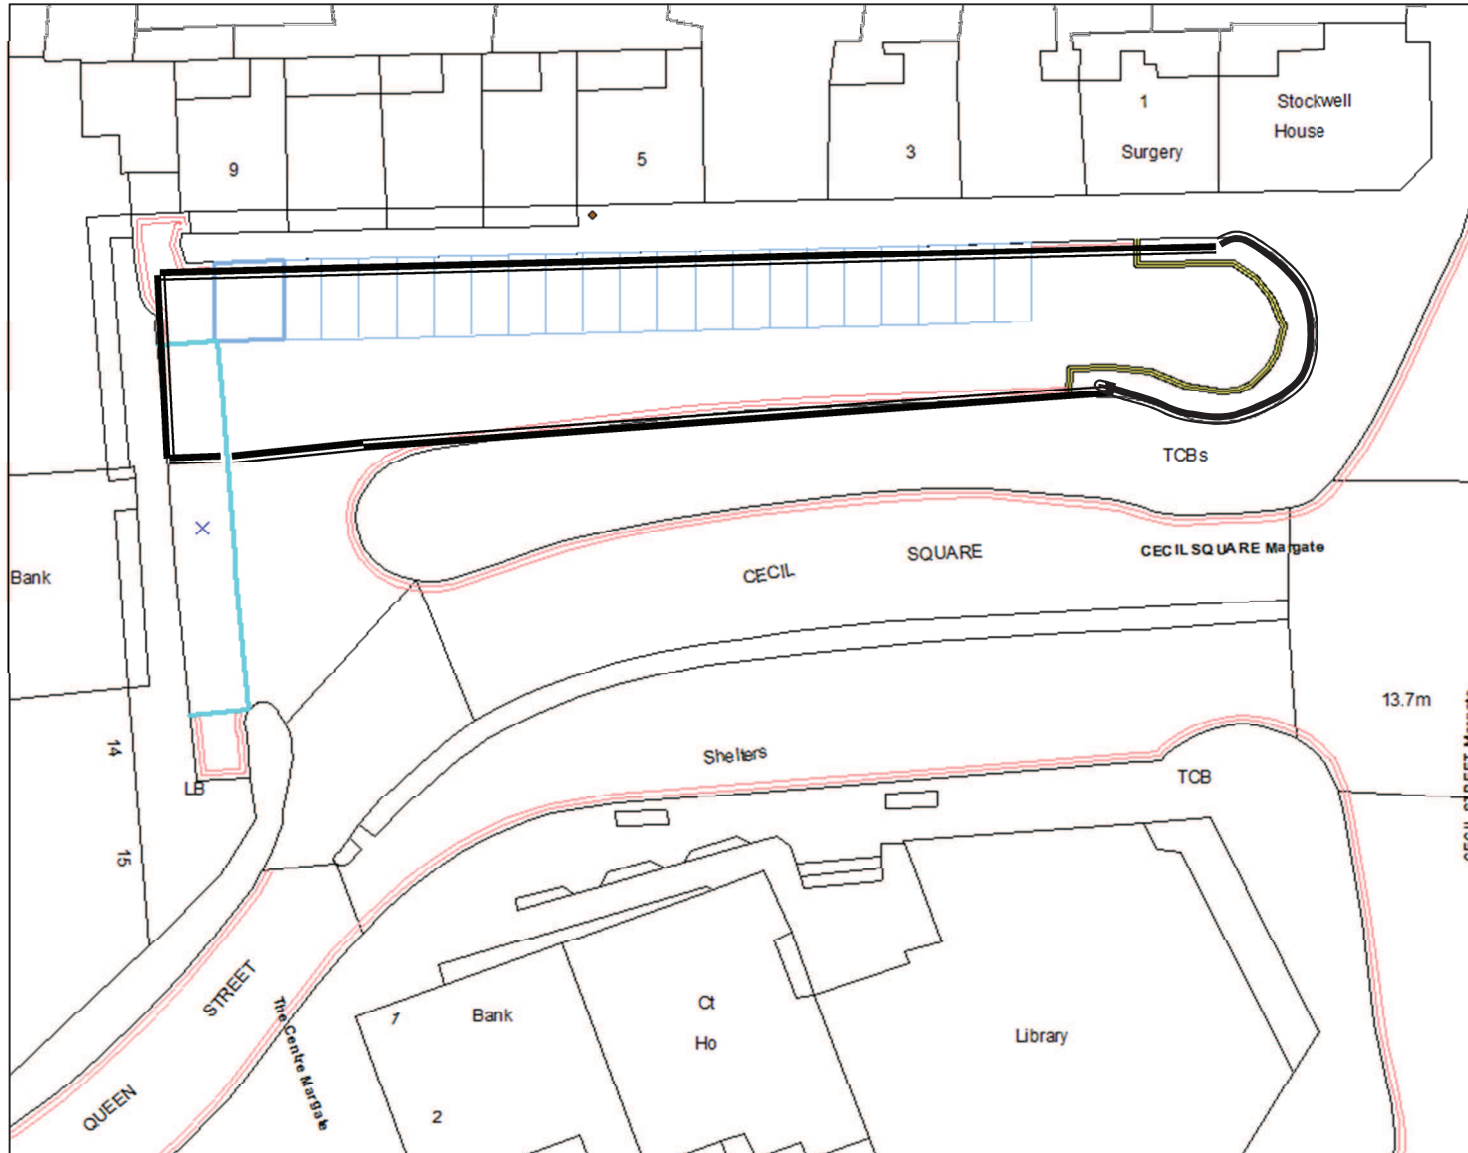 1
Stockwell
House
9
5
3
Surgery
TCBs
CECIL
SQUARE
CECIL SQUARE Margate
Bank
13.7m
14
Shelters
TCB
LB
15
STREET
QUEEN
The Centre Margate
1
Bank
Ct
Ho
Library
2